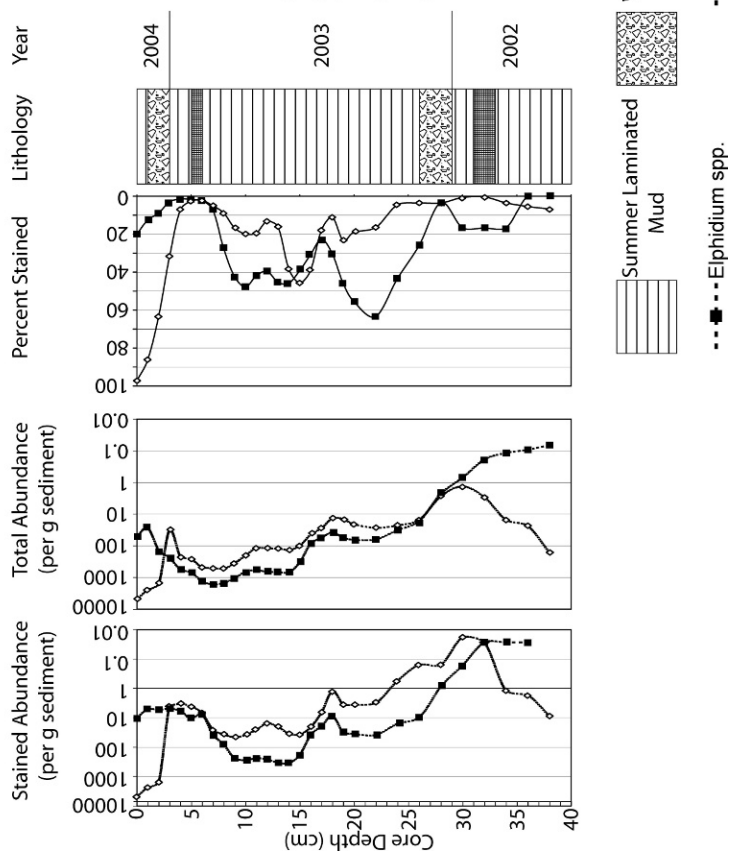 Year
2004
2003
2002
Lithology
Percent Stained
0
20
40
60
80
100
Total Abundance
(per g sediment)
0.01
0.1
1
10
100
1000
10000
Stained Abundance
(per g sediment)
0.01
0.1
1
10
100
1000
10000
0
5
10
15
20
25
30
35
40
Core Depth (cm)
Summer Laminated
Mud
Elphidium spp.